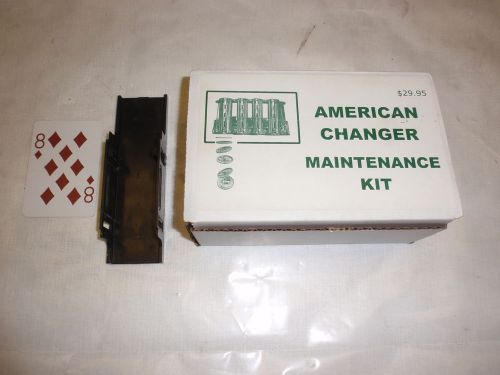 8
8
$29.95
AMERICAN
CHANGER
MAINTENANCE
KIT